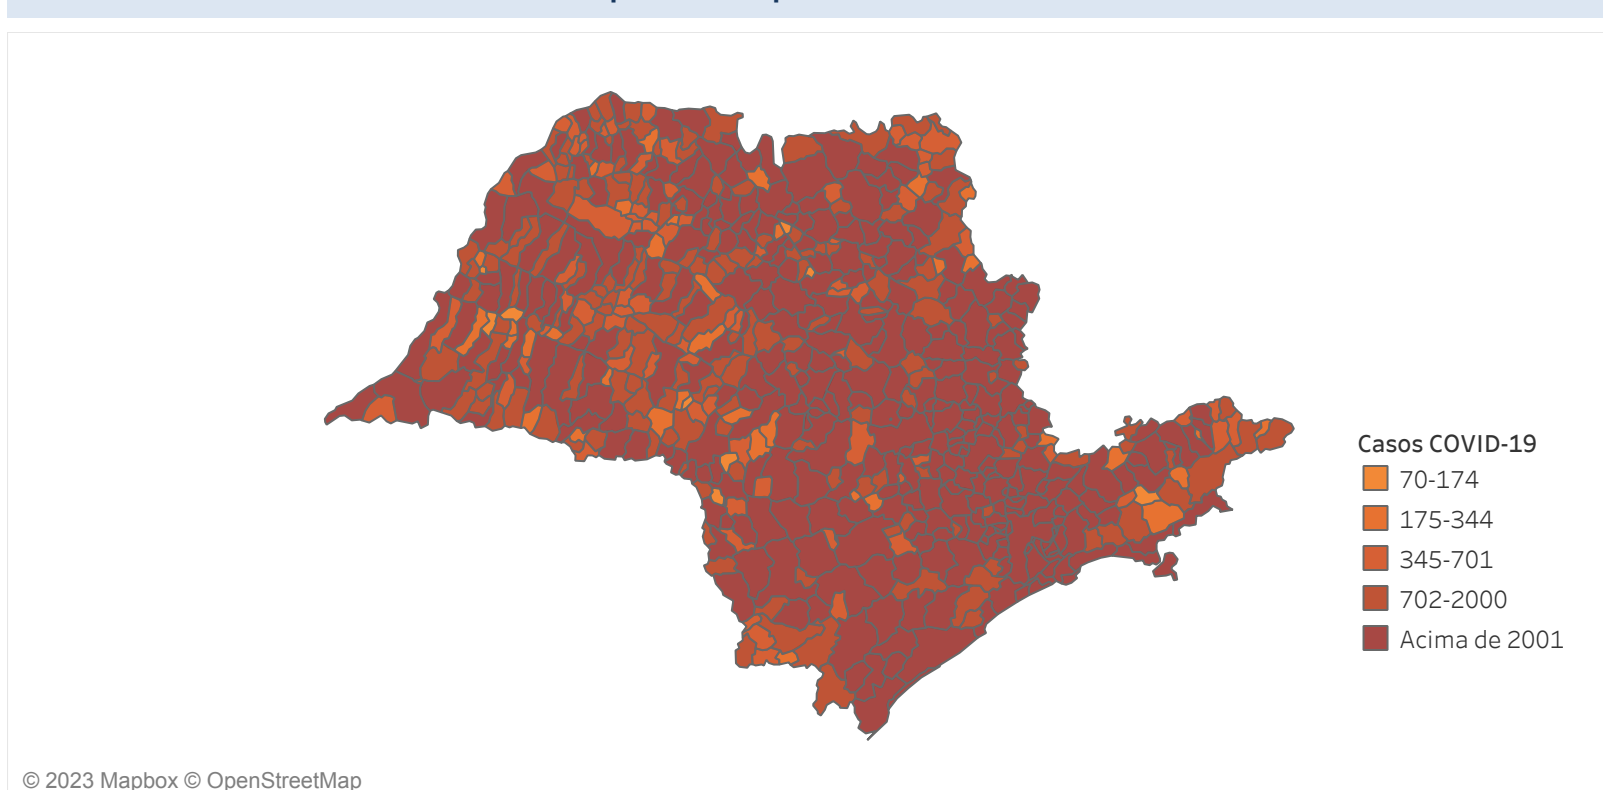 Casos COVID-19
70-174
175-344
345-701
702-2000
Acima de 2001
© 2023 Mapbox © OpenStreetMap